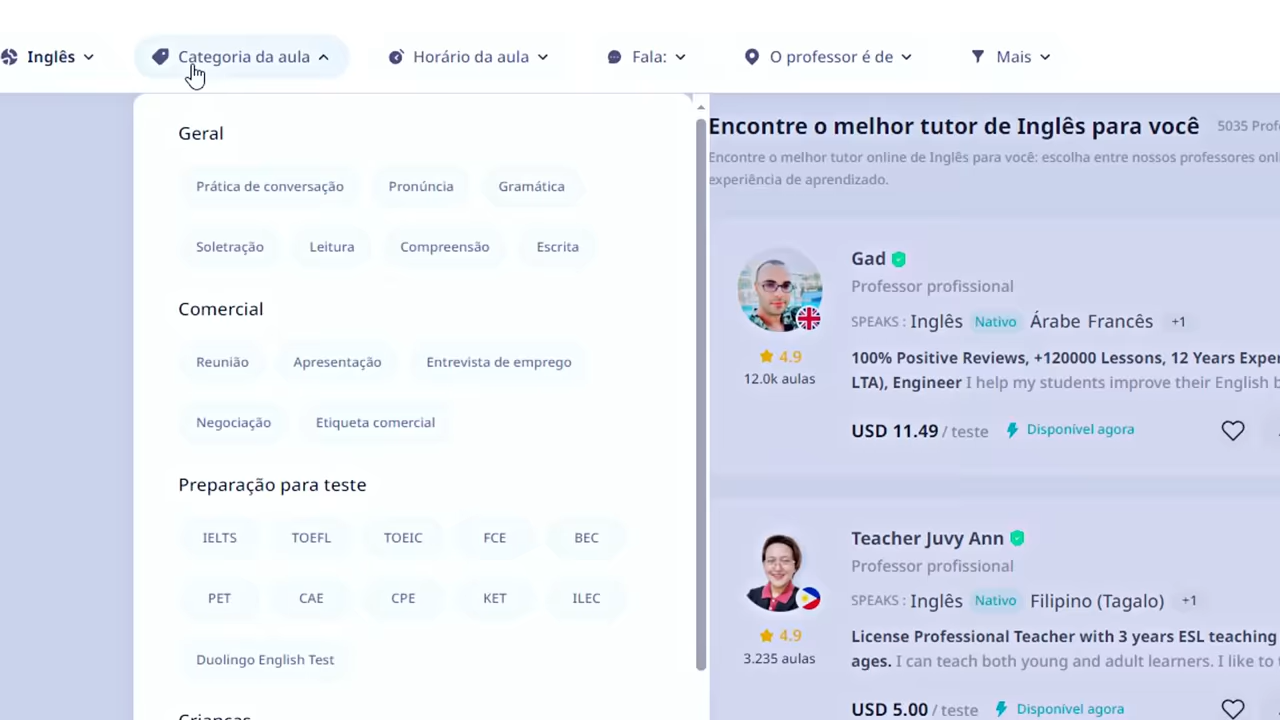 Inglês
Categoria da aula
Horário da aula
Fala:
O professor é de
Mais
Geral
Prática de conversação
Pronúncia
Gramática
Soletração
Leitura
Compreensão
Escrita
Comercial
Reunião
Apresentação
Entrevista de emprego
Negociação
Etiqueta comercial
Preparação para teste
IELTS
TOEFL
TOEIC
FCE
BEC
PET
CAE
CPE
KET
ILEC
Duolingo English Test
Crianças
Encontre o melhor tutor de Inglês para você
5035
Encontre o melhor tutor online de Inglês para você: escolha entre nossos professores
experiência de aprendizado.
Gad
Professor profissional
SPEAKS : Inglês Nativo Árabe Francês +1
4.9
12.0k aulas
100% Positive Reviews, +120000 Lessons, 12 Years
LTA), Engineer I help my students improve their English
USD 11.49 / teste
Disponível agora
Teacher Juvy Ann
Professor profissional
SPEAKS : Inglês Nativo Filipino (Tagalo) +1
4.9
3.235 aulas
License Professional Teacher with 3 years ESL teaching
ages. I can teach both young and adult learners. I like to
USD 5.00 / teste
Disponível agora